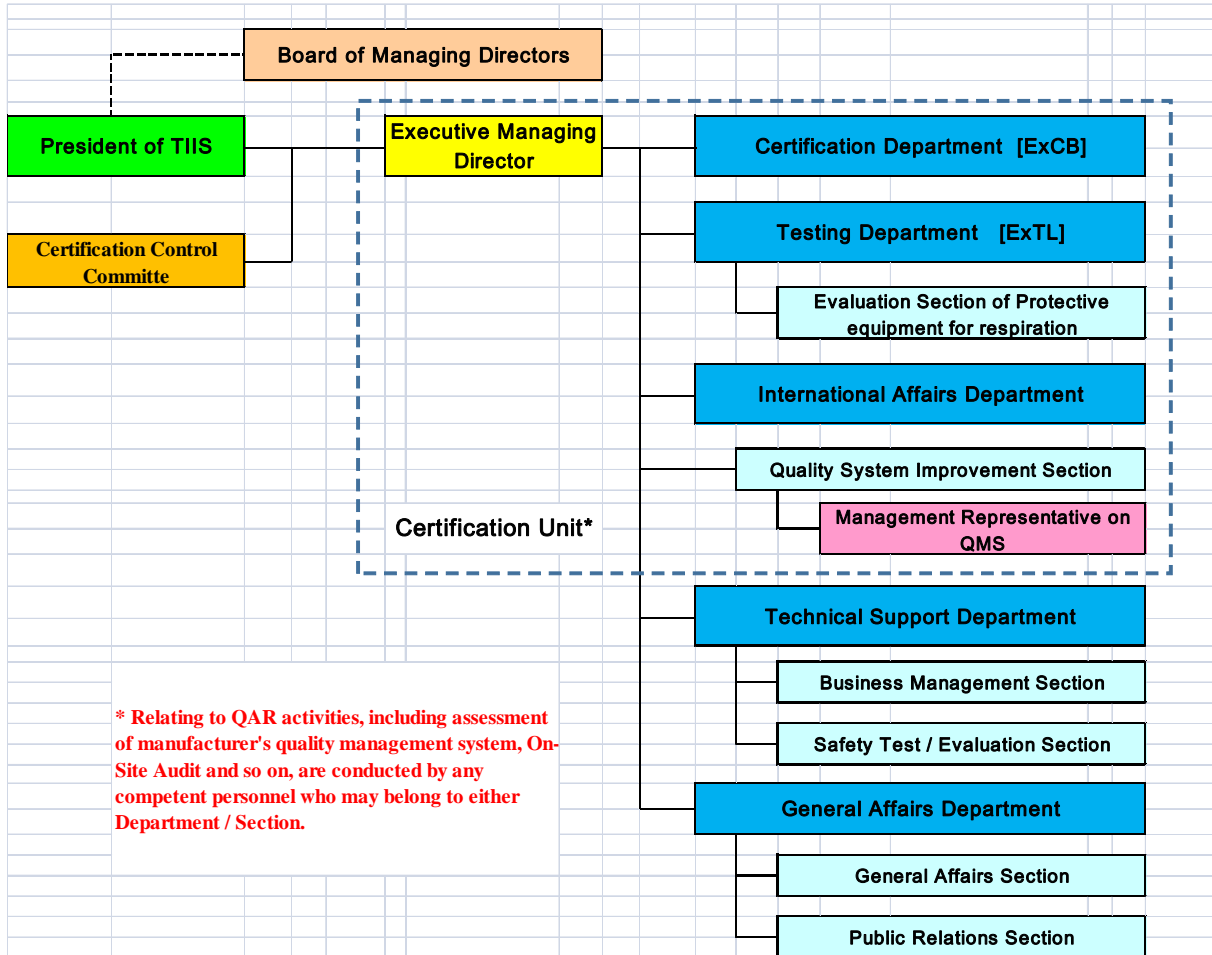 Board of Managing Directors
President of TIIS
Executive Managing
Director
Certification Department [ExCB]
Testing Department [ExTL]
Certification Control
Committe
Evaluation Section of Protective
equipment for respiration
International Affairs Department
Quality System Improvement Section
Certification Unit*
Management Representative on
QMS
Technical Support Department
Business Management Section
* Relating to QAR activities, including assessment
of manufacturer's quality management system, On-
Site Audit and so on, are conducted by any
competent personnel who may belong to either
Department / Section.
Safety Test / Evaluation Section
General Affairs Department
General Affairs Section
Public Relations Section